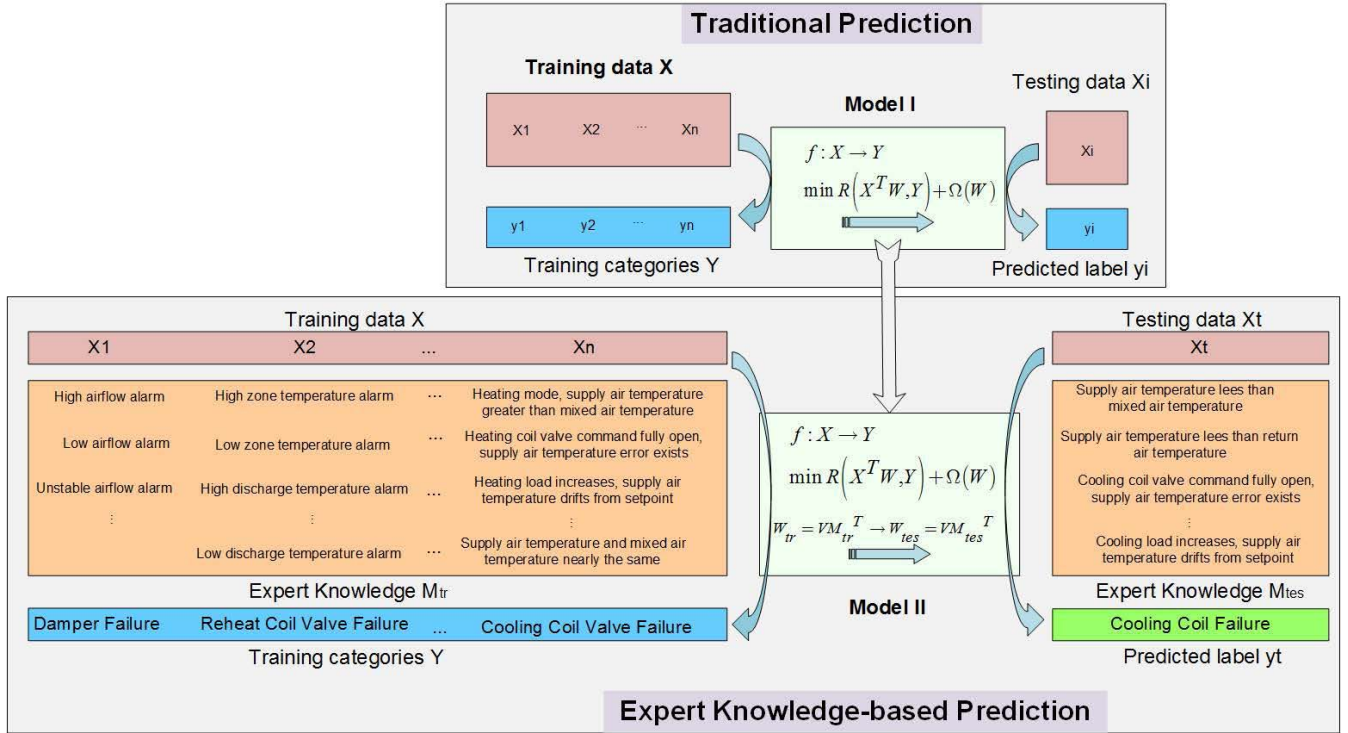 Traditional Prediction
Training data X
X1 X2 ... Xn
y1 y2 ... yn
Training categories Y
Model I
f : X → Y
min R(X^T W,Y) + Ω(W)
Testing data Xi
Xi
yi
Predicted label yi
Training data X
X1 X2 ... Xn
High airflow alarm
Low airflow alarm
Unstable airflow alarm
⋮
High zone temperature alarm
Low zone temperature alarm
High discharge temperature alarm
⋮
Low discharge temperature alarm
...
...
...
...
Heating mode, supply air temperature
greater than mixed air temperature
Heating coil valve command fully open,
supply air temperature error exists
Heating load increases, supply air
temperature drifts from setpoint
⋮
Supply air temperature and mixed air
temperature nearly the same
Expert Knowledge Mtr
Damper Failure Reheat Coil Valve Failure ... Cooling Coil Valve Failure
Training categories Y
f : X → Y
min R(X^T W,Y) + Ω(W)
W_tr = VM_tr^T → W_tes = VM_tes^T
Model II
Testing data Xt
Xt
Supply air temperature lees than
mixed air temperature
Supply air temperature lees than return
air temperature
Cooling coil valve command fully open,
supply air temperature error exists
⋮
Cooling load increases, supply air
temperature drifts from setpoint
Expert Knowledge Mtes
Cooling Coil Failure
Predicted label yt
Expert Knowledge-based Prediction